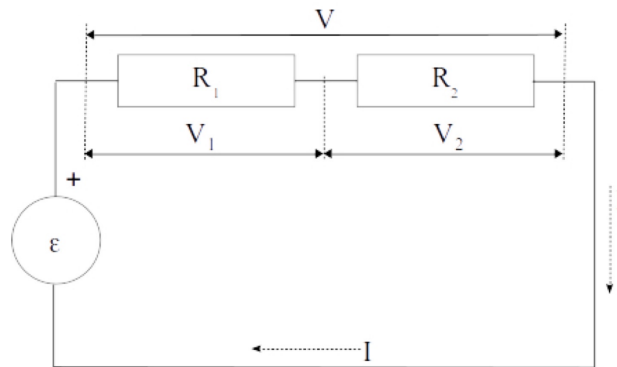 V
R₁ R₂
V₁ V₂
+
ε
I